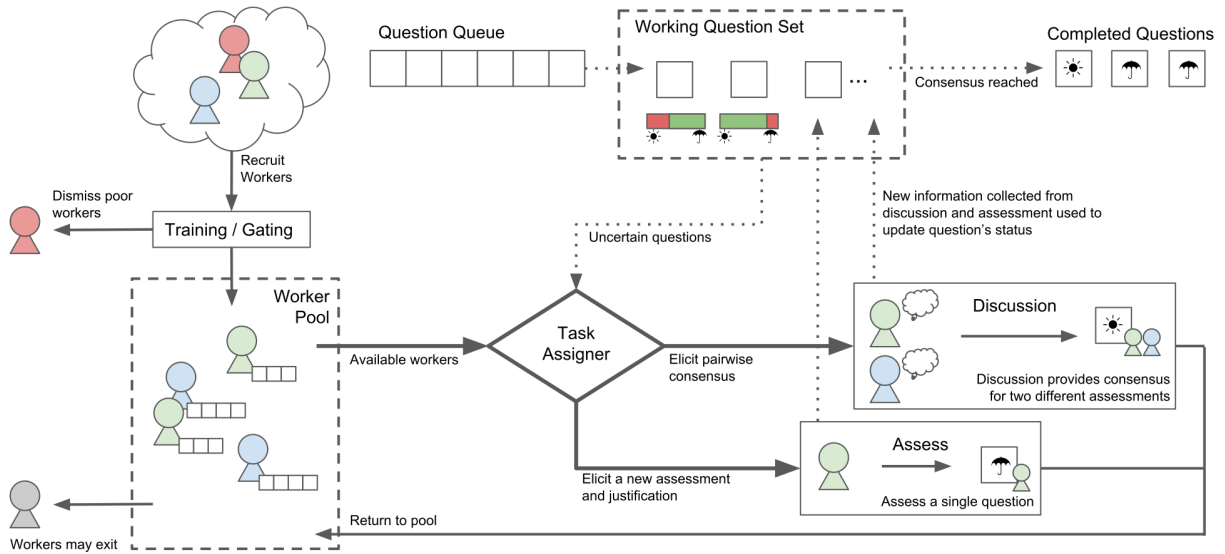 Question Queue
Working Question Set
Completed Questions
Consensus reached
Recruit
Workers
Dismiss poor
workers
Training / Gating
New information collected from
discussion and assessment used to
update question's status
Uncertain questions
Worker
Pool
Available workers
Task
Assigner
Elicit pairwise
consensus
Discussion
Discussion provides consensus
for two different assessments
Elicit a new assessment
and justification
Assess
Assess a single question
Return to pool
Workers may exit